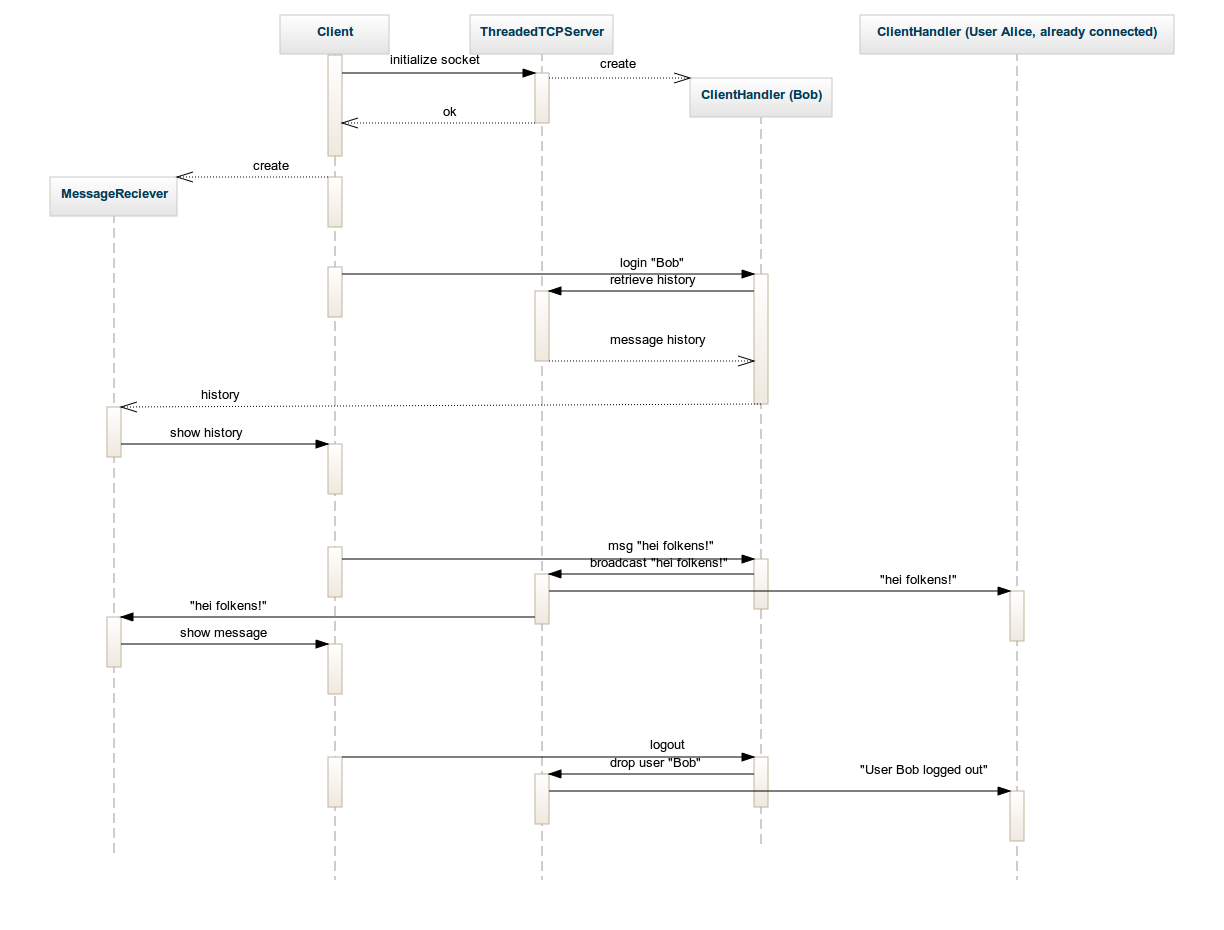 Client
ThreadedTCPServer
ClientHandler (User Alice, already connected)
initialize socket
create
ClientHandler (Bob)
ok
create
MessageReciever
login "Bob"
retrieve history
message history
history
show history
msg "hei folkens!"
broadcast "hei folkens!"
"hei folkens!"
"hei folkens!"
show message
logout
drop user "Bob"
"User Bob logged out"